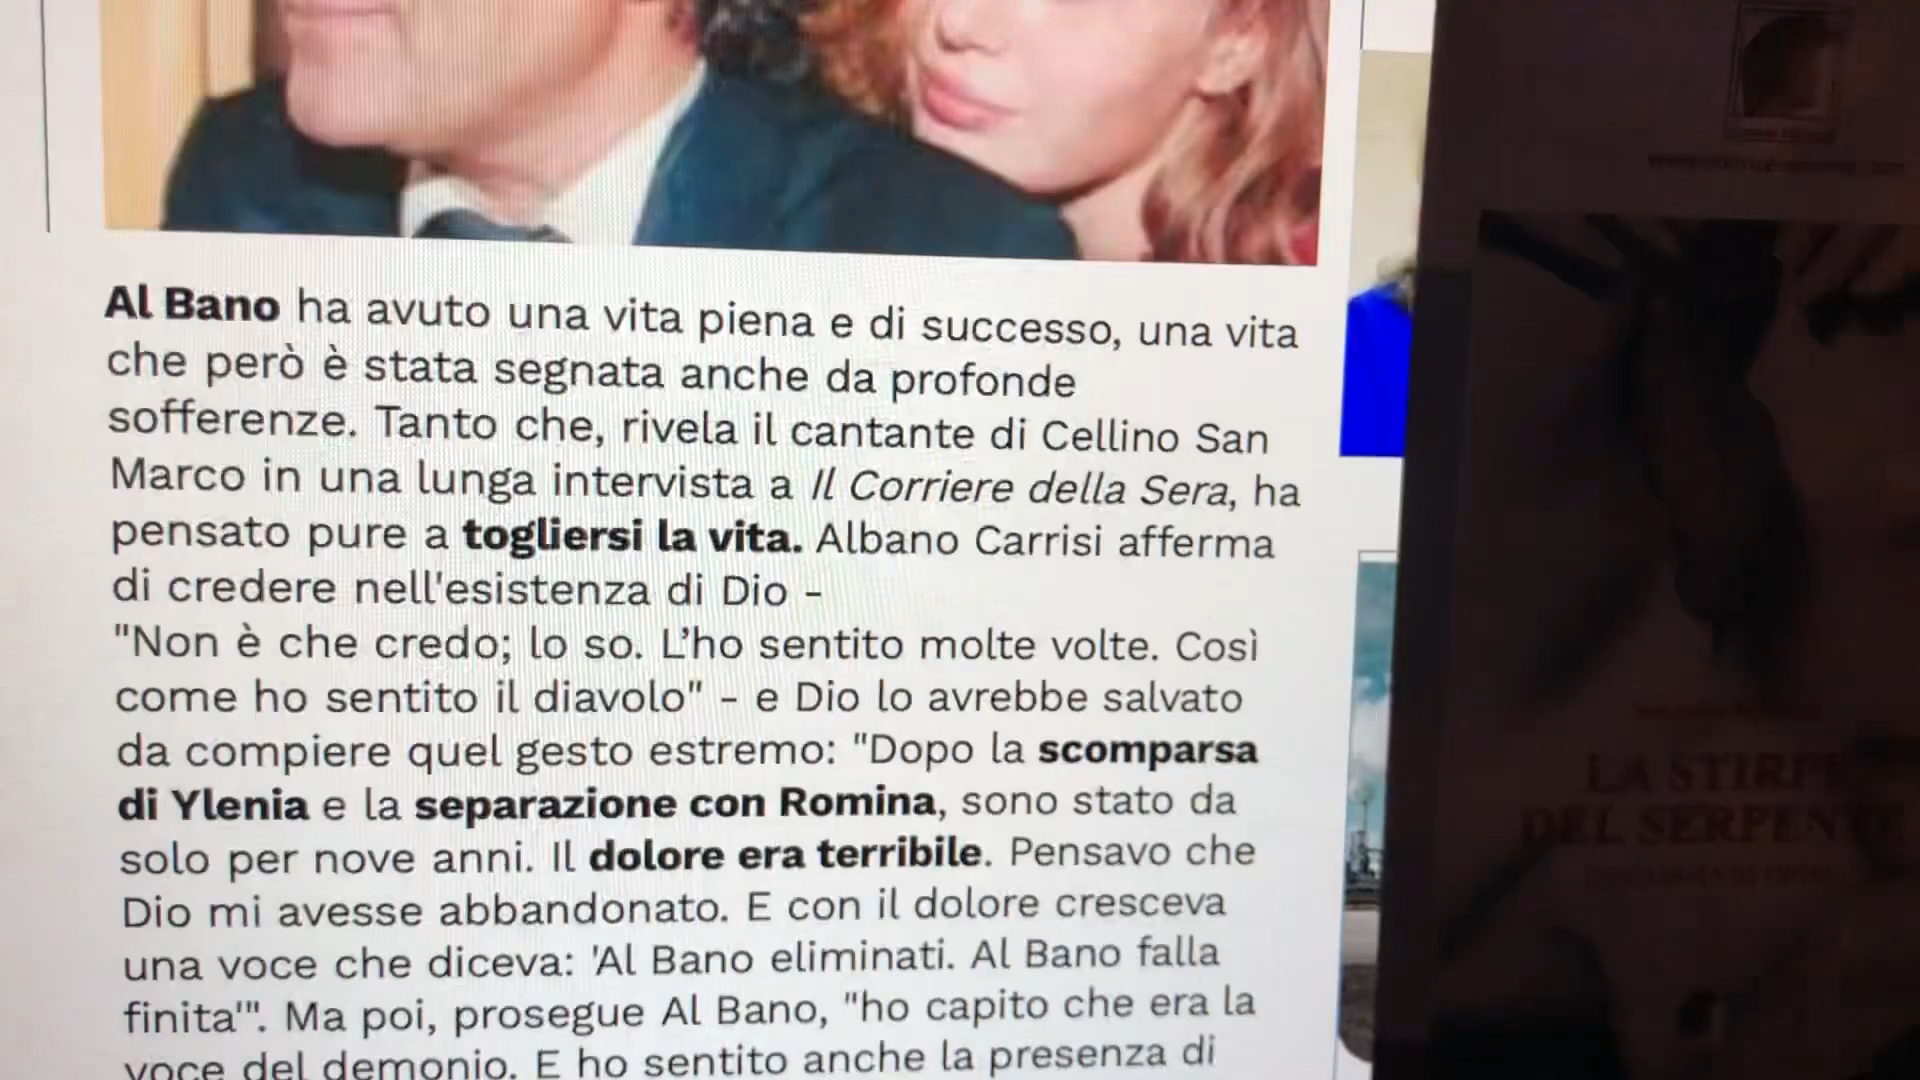 Al Bano ha avuto una vita piena e di successo, una vita
che però è stata segnata anche da profonde
sofferenze. Tanto che, rivela il cantante di Cellino San
Marco in una lunga intervista a Il Corriere della Sera, ha
pensato pure a togliersi la vita. Albano Carrisi afferma
di credere nell'esistenza di Dio -
"Non è che credo; lo so. L’ho sentito molte volte. Così
come ho sentito il diavolo" - e Dio lo avrebbe salvato
da compiere quel gesto estremo: "Dopo la scomparsa
di Ylenia e la separazione con Romina, sono stato da
solo per nove anni. Il dolore era terribile. Pensavo che
Dio mi avesse abbandonato. E con il dolore cresceva
una voce che diceva: 'Al Bano eliminati. Al Bano falla
finita'". Ma poi, prosegue Al Bano, "ho capito che era la
voce del demonio. E ho sentito anche la presenza di
LA STIRPE
DEL SERPENTE